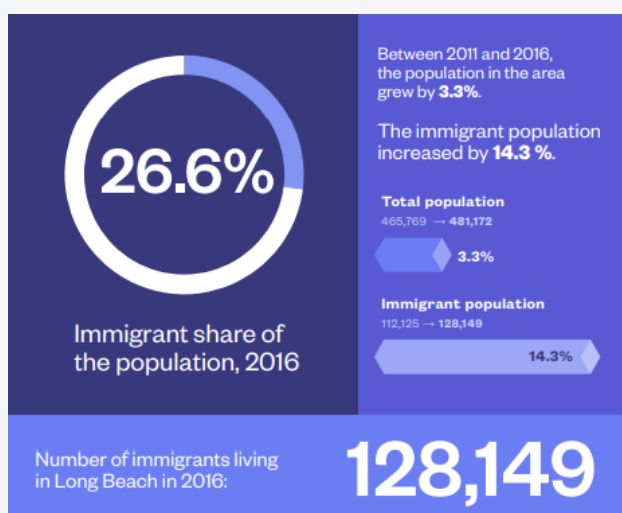 26.6%
Immigrant share of
the population, 2016
Between 2011 and 2016,
the population in the area
grew by 3.3%.
The immigrant population
increased by 14.3 %.
Total population
465,769 → 481,172
3.3%
Immigrant population
112,125 → 128,149
14.3%
Number of immigrants living
in Long Beach in 2016:
128,149